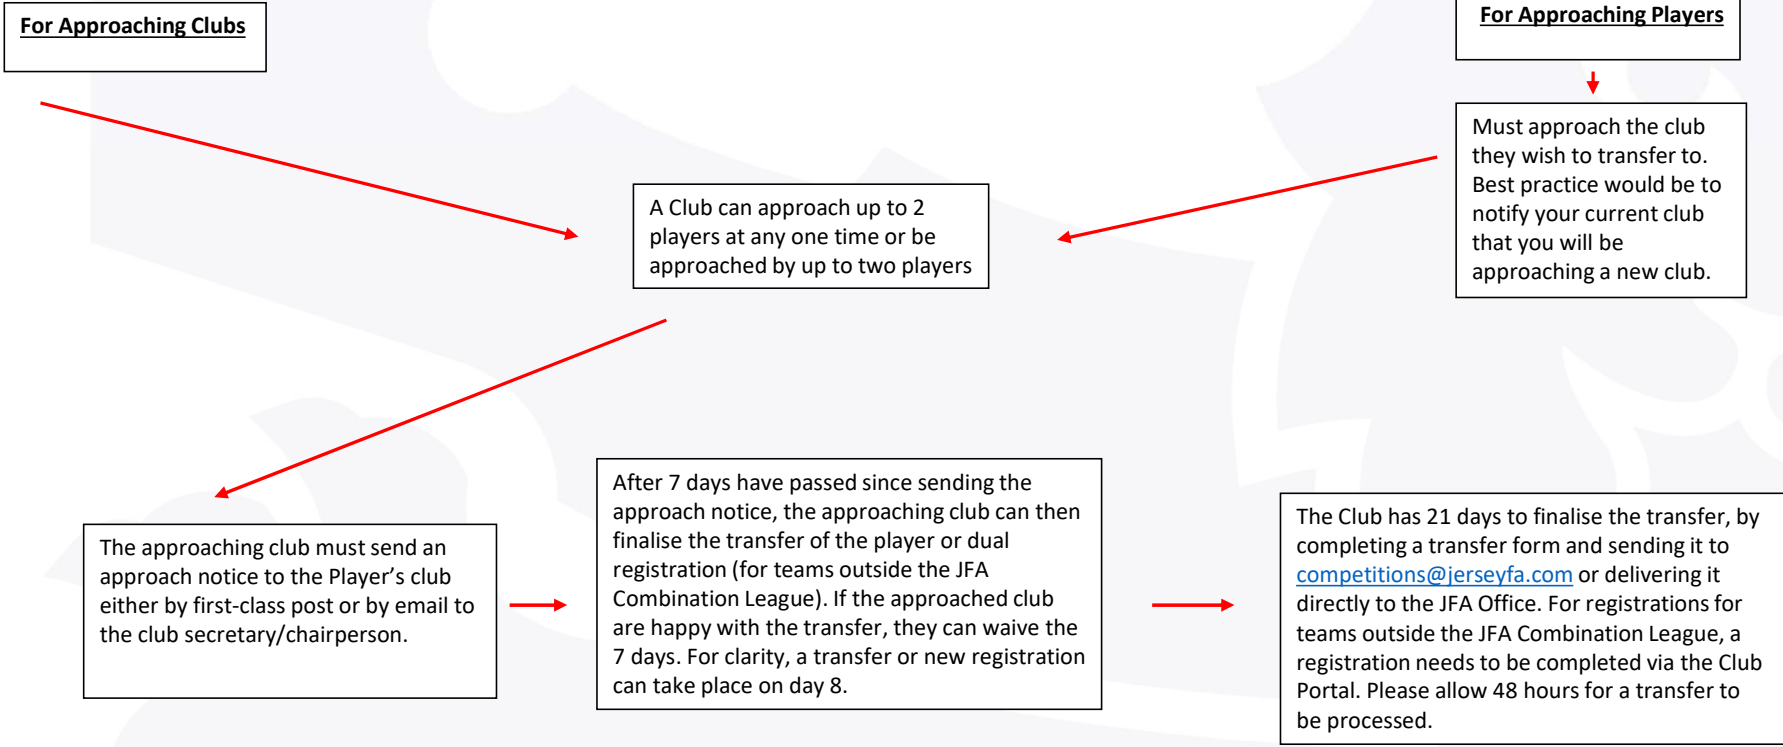 For Approaching Clubs
For Approaching Players
Must approach the club
they wish to transfer to.
Best practice would be to
notify your current club
that you will be
approaching a new club.
A Club can approach up to 2
players at any one time or be
approached by up to two players
The approaching club must send an
approach notice to the Player’s club
either by first-class post or by email to
the club secretary/chairperson.
After 7 days have passed since sending the
approach notice, the approaching club can then
finalise the transfer of the player or dual
registration (for teams outside the JFA
Combination League). If the approached club
are happy with the transfer, they can waive the
7 days. For clarity, a transfer or new registration
can take place on day 8.
The Club has 21 days to finalise the transfer, by
completing a transfer form and sending it to
competitions@jerseyfa.com or delivering it
directly to the JFA Office. For registrations for
teams outside the JFA Combination League, a
registration needs to be completed via the Club
Portal. Please allow 48 hours for a transfer to
be processed.